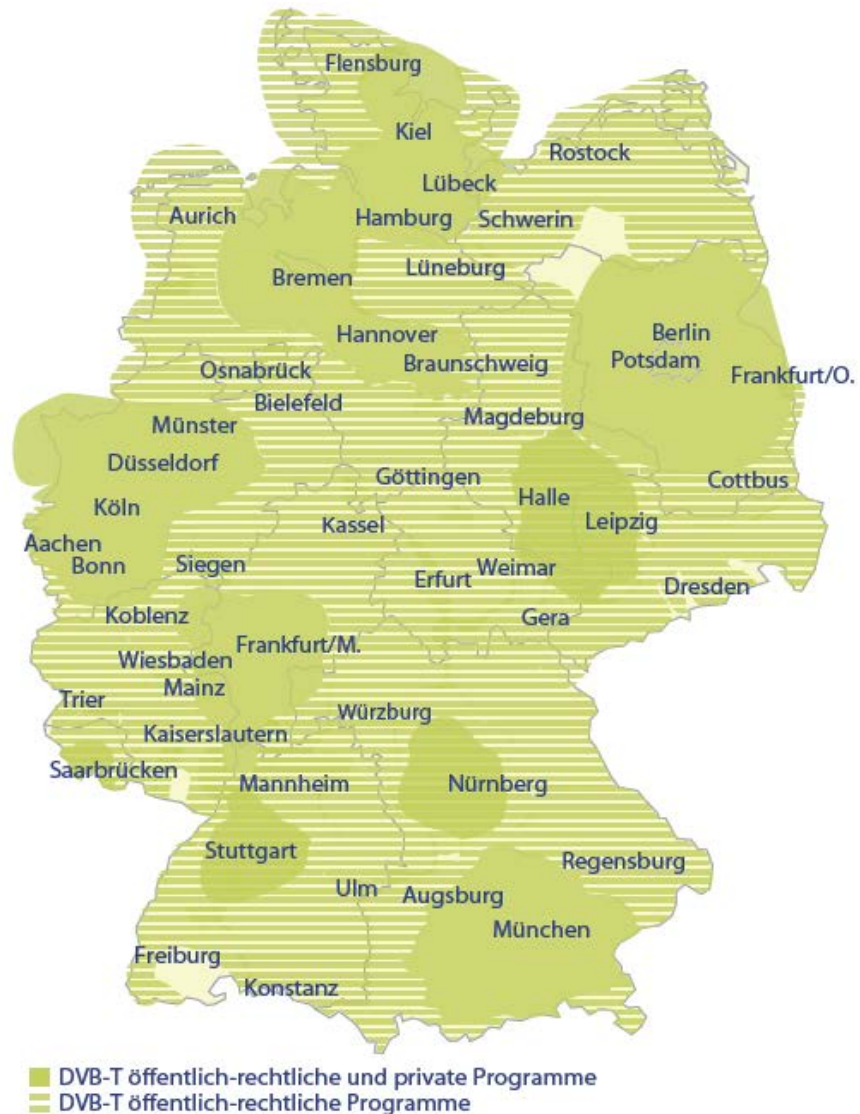 Flensburg
Kiel
Rostock
Lübeck
Aurich
Hamburg
Schwerin
Lüneburg
Bremen
Hannover
Berlin
Braunschweig
Potsdam
Osnabrück
Frankfurt/O.
Bielefeld
Magdeburg
Münster
Düsseldorf
Göttingen
Cottbus
Halle
Köln
Leipzig
Kassel
Aachen
Bonn
Siegen
Weimar
Erfurt
Dresden
Koblenz
Gera
Frankfurt/M.
Wiesbaden
Mainz
Trier
Würzburg
Kaiserslautern
Saarbrücken
Mannheim
Nürnberg
Stuttgart
Regensburg
Ulm
Augsburg
München
Freiburg
Konstanz
DVB-T öffentlich-rechtliche und private Programme
DVB-T öffentlich-rechtliche Programme